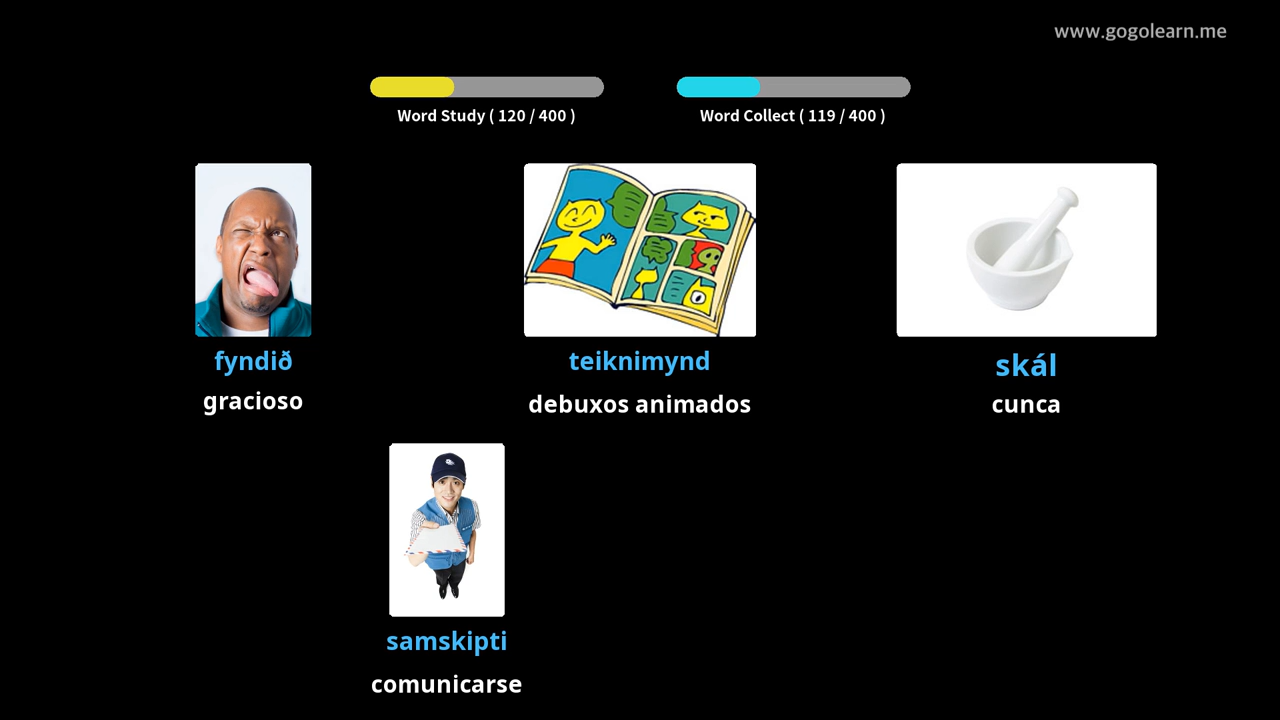 www.gogolearn.me
Word Study ( 120 / 400 )
Word Collect ( 119 / 400 )
fyndið
teiknimynd
skál
gracioso
debuxos animados
cunca
samskipti
comunicarse